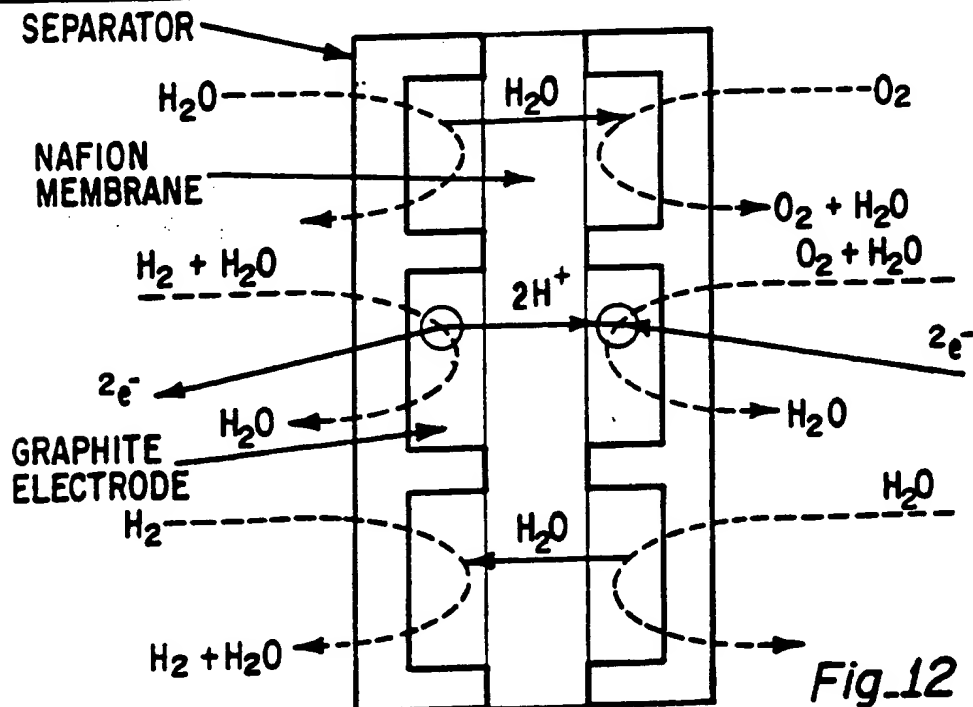 SEPARATOR
H₂O
H₂O
O₂
NAFION
MEMBRANE
O₂ + H₂O
H₂ + H₂O
O₂ + H₂O
2H⁺
2e⁻
2e⁻
H₂O
H₂O
GRAPHITE
ELECTRODE
H₂
H₂O
H₂O
H₂ + H₂O
Fig_12